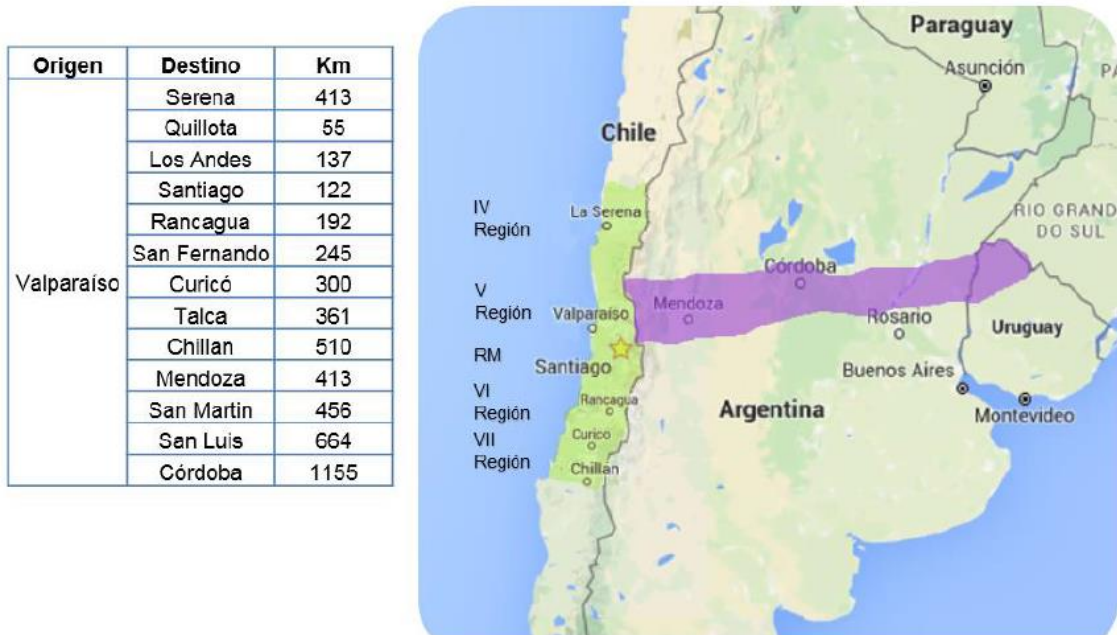 Origen Destino Km
Valparaíso
Serena 413
Quillota 55
Los Andes 137
Santiago 122
Rancagua 192
San Fernando 245
Curicó 300
Talca 361
Chillan 510
Mendoza 413
San Martin 456
San Luis 664
Córdoba 1155
Paraguay
Asunción
PA
Chile
IV
Región
La Serena
RIO GRAND
DO SUL
Córdoba
V
Región
Mendoza
Valparaíso
Rosario
Uruguay
RM
Santiago
Buenos Aires
VI
Región
Rancagua
Argentina
Montevideo
VII
Región
Curico
Chillan